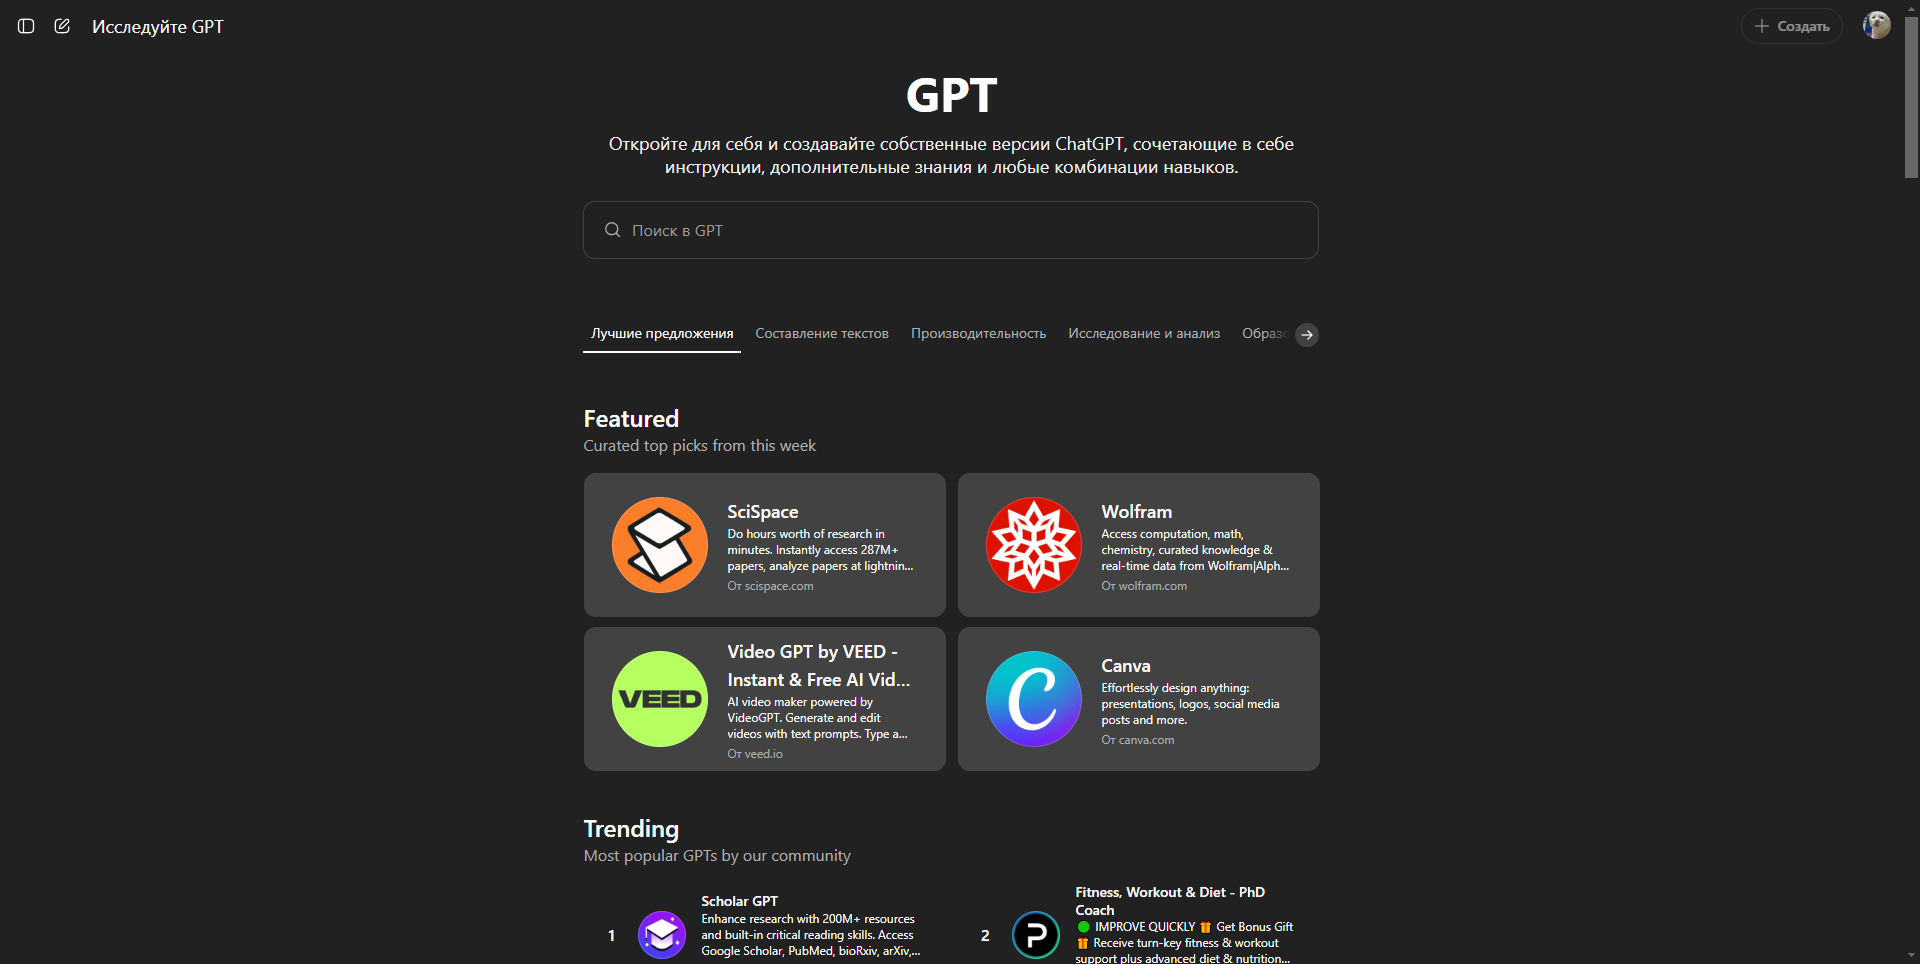 Исследуйте GPT
Создать
GPT
Откройте для себя и создавайте собственные версии ChatGPT, сочетающие в себе
инструкции, дополнительные знания и любые комбинации навыков.
Поиск в GPT
Лучшие предложения Составление текстов Производительность Исследование и анализ
Featured
Curated top picks from this week
SciSpace
Do hours worth of research in
minutes. Instantly access 287M+
papers, analyze papers at lightnin...
От scispace.com
Wolfram
Access computation, math,
chemistry, curated knowledge &
real-time data from Wolfram|Alph...
От wolfram.com
VEED
Video GPT by VEED -
Instant & Free AI Vid...
AI video maker powered by
VideoGPT. Generate and edit
videos with text prompts. Type a...
От veed.io
C
Canva
Effortlessly design anything:
presentations, logos, social media
posts and more.
От canva.com
Trending
Most popular GPTs by our community
1
Scholar GPT
Enhance research with 200M+ resources
and built-in critical reading skills. Access
Google Scholar, PubMed, bioRxiv, arXiv,...
2
P
Fitness, Workout & Diet - PhD
Coach
🟢 IMPROVE QUICKLY 🎁 Get Bonus Gift
🎁 Receive turn-key fitness & workout
support plus advanced diet & nutrition...